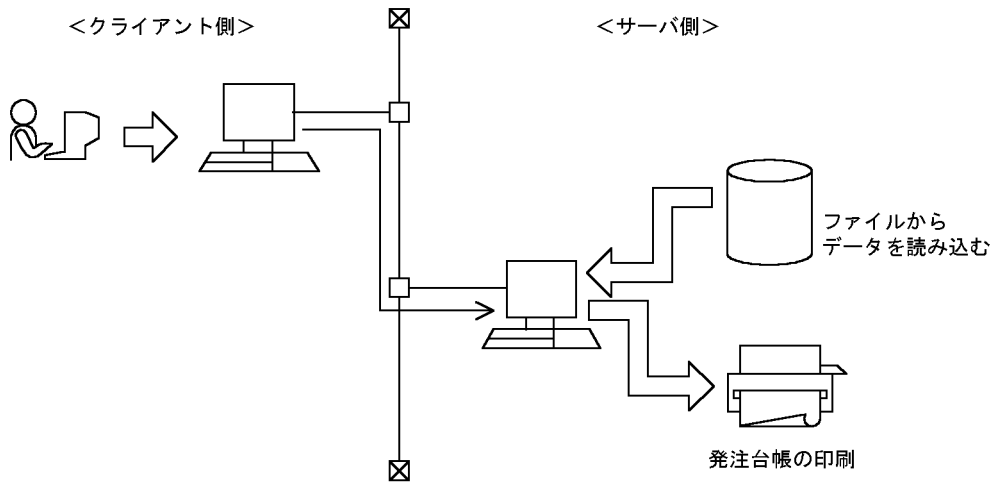 ＜クライアント側＞
＜サーバ側＞
ファイルから
データを読み込む
発注台帳の印刷